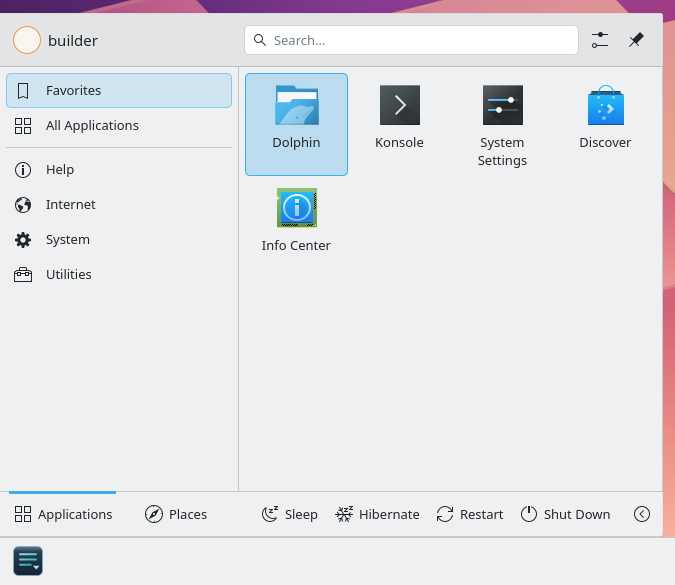 builder
Search...
Favorites
All Applications
Help
Internet
System
Utilities
Dolphin
Konsole
System
Settings
Discover
Info Center
Applications
Places
Sleep
Hibernate
Restart
Shut Down